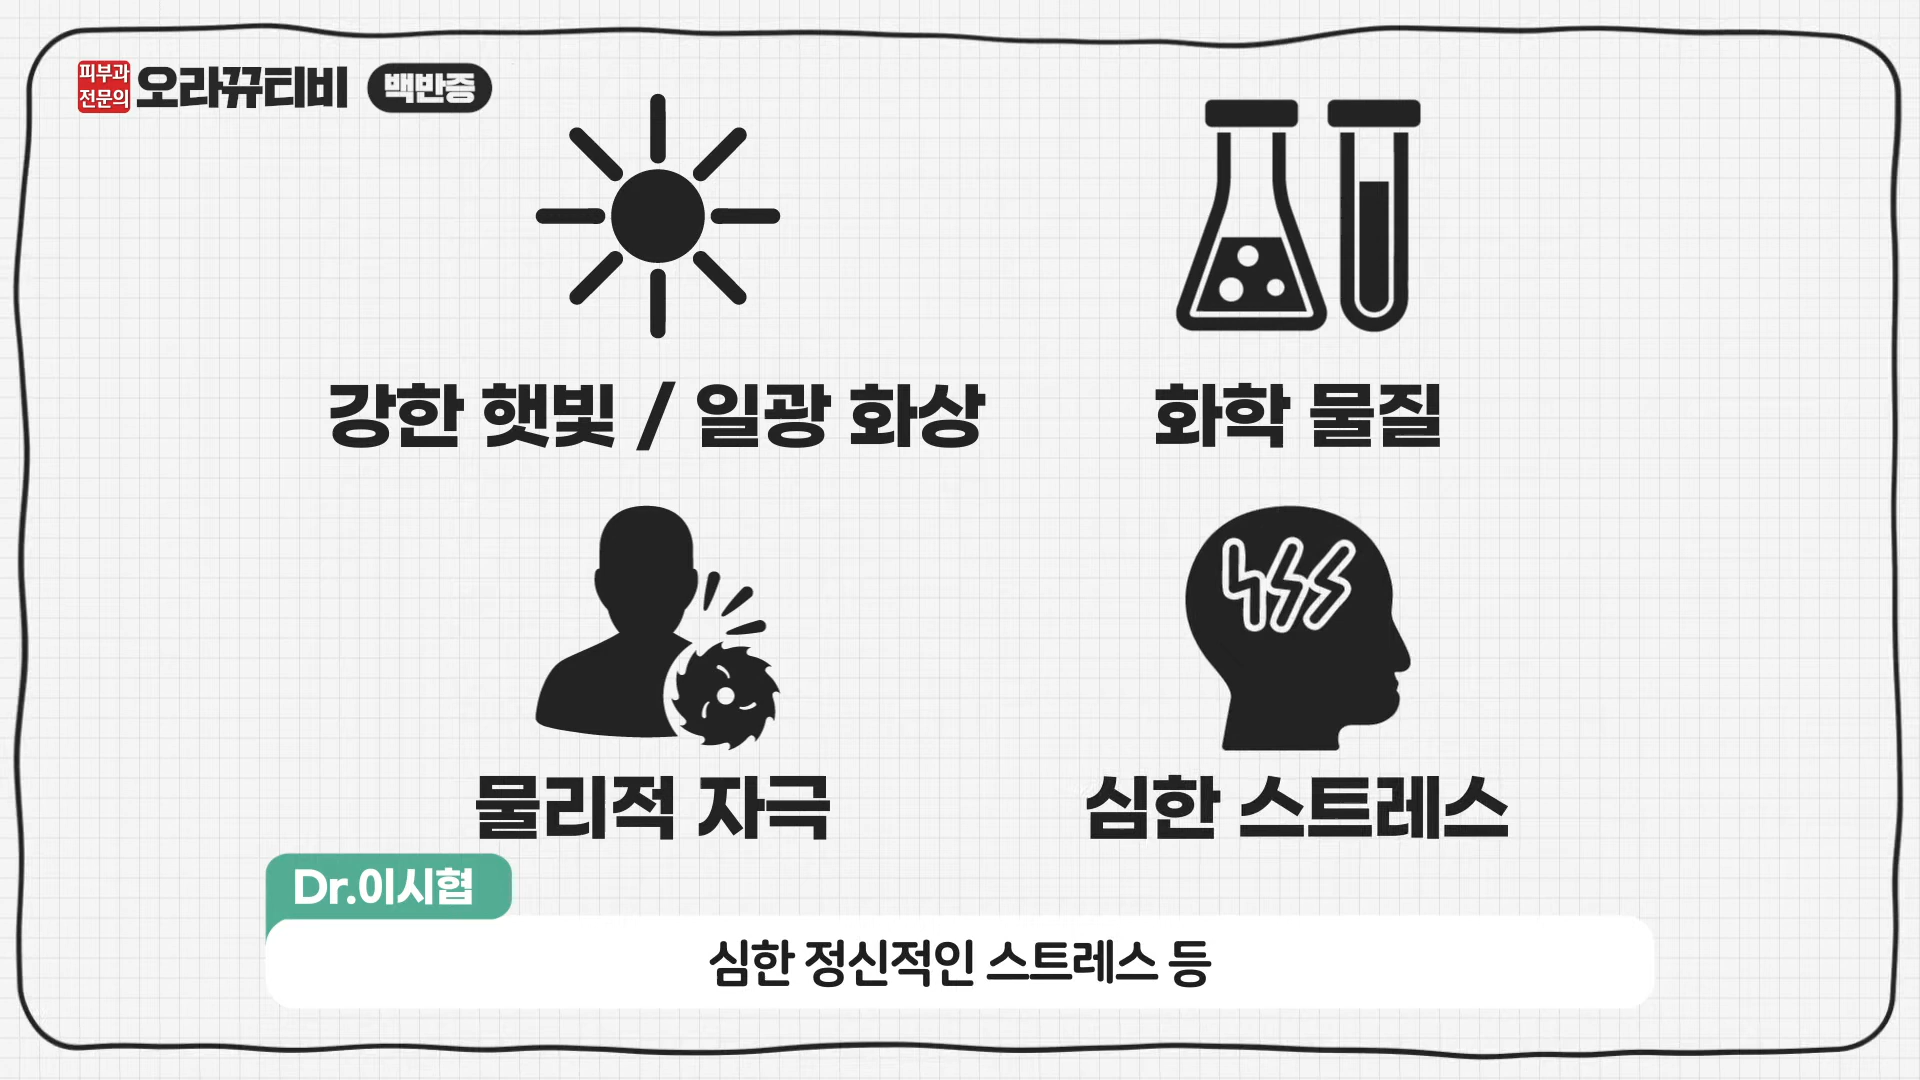 피부과
전문의
오라뀨티비
백반증
강한 햇빛 / 일광 화상
화학 물질
물리적 자극
심한 스트레스
Dr.이시협
심한 정신적인 스트레스 등